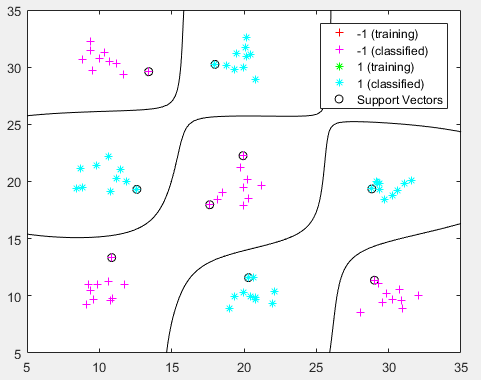 -1 (training)
-1 (classified)
1 (training)
1 (classified)
Support Vectors
35
30
25
20
15
10
5
5 10 15 20 25 30 35